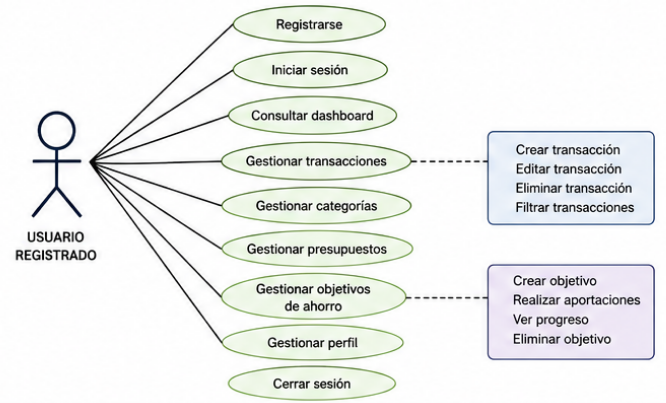 Registrarse
Iniciar sesión
Consultar dashboard
Gestionar transacciones
Gestionar categorías
Gestionar presupuestos
Gestionar objetivos
de ahorro
Gestionar perfil
Cerrar sesión
USUARIO
REGISTRADO
Crear transacción
Editar transacción
Eliminar transacción
Filtrar transacciones
Crear objetivo
Realizar aportaciones
Ver progreso
Eliminar objetivo